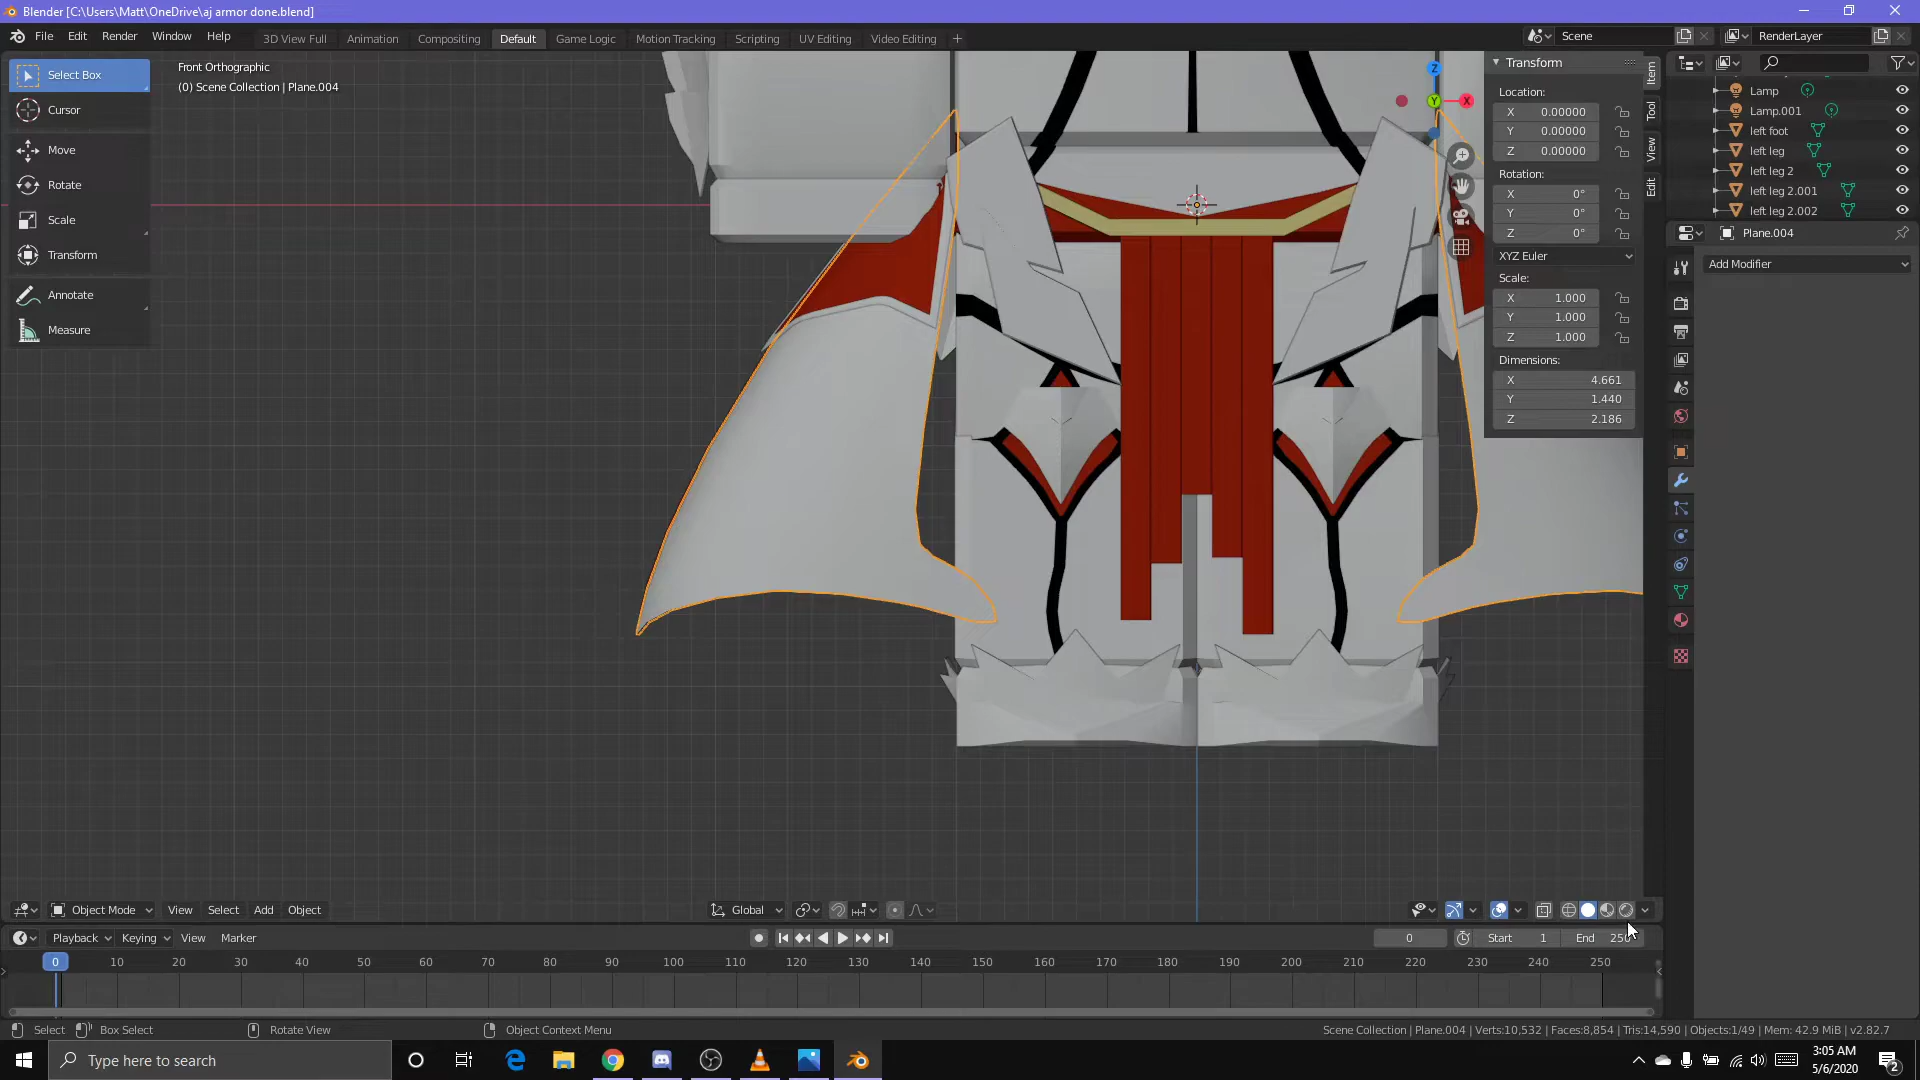 Blender [C:\Users\Matt\OneDrive\aj armor done.blend]
File Edit Render Window Help
3D View Full Animation Compositing Default Game Logic Motion Tracking Scripting UV Editing Video Editing +
Scene
RenderLayer
Select Box
Cursor
Move
Rotate
Scale
Transform
Annotate
Measure
Front Orthographic
(0) Scene Collection | Plane.004
Z
Y
X
Transform
Location:
X 0.00000
Y 0.00000
Z 0.00000
Rotation:
X 0°
Y 0°
Z 0°
XYZ Euler
Scale:
X 1.000
Y 1.000
Z 1.000
Dimensions:
X 4.661
Y 1.440
Z 2.186
Item
Tool
View
Edit
Lamp
Lamp.001
left foot
left leg
left leg 2
left leg 2.001
left leg 2.002
Plane.004
Add Modifier
Object Mode View Select Add Object
Global
Playback Keying View Marker
0
Start 1
End 250
0 10 20 30 40 50 60 70 80 90 100 110 120 130 140 150 160 170 180 190 200 210 220 230 240 250
Select Box Select Rotate View Object Context Menu
Scene Collection | Plane.004 | Verts:10,532 | Faces:8,854 | Tris:14,590 | Objects:1/49 | Mem: 42.9 MiB | v2.82.7
Type here to search
3:05 AM
5/6/2020
2